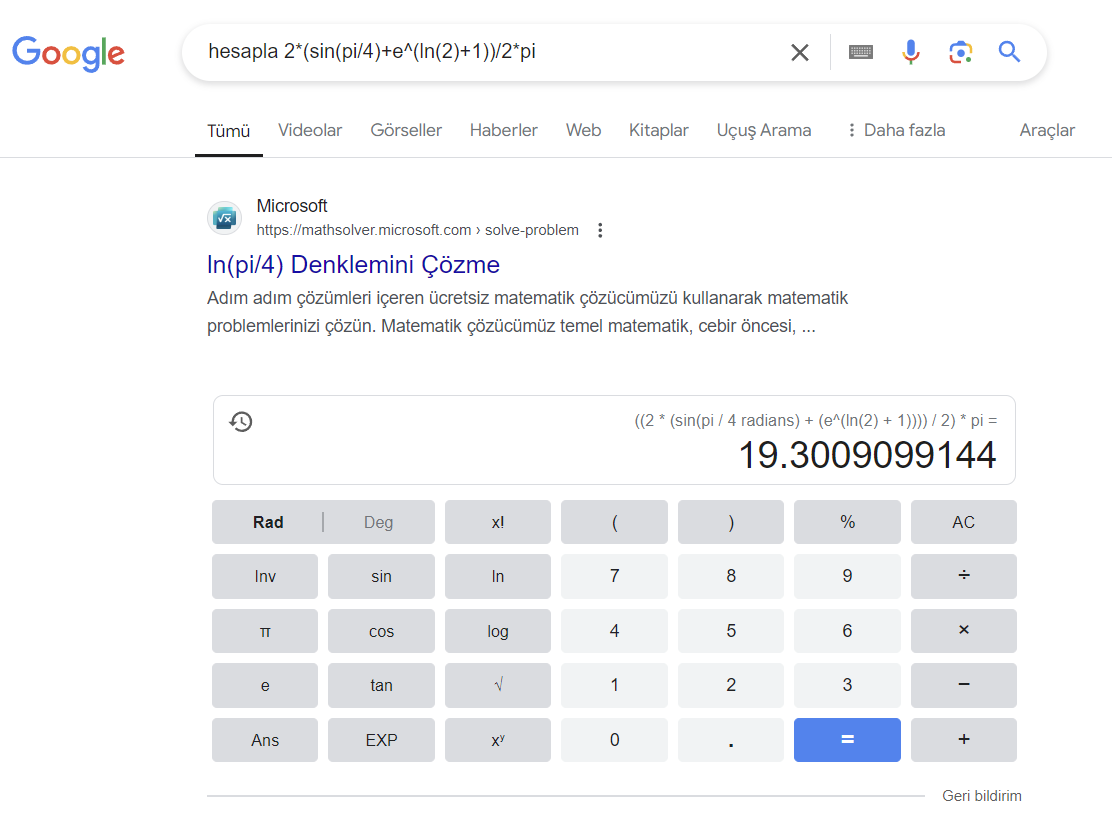 Google
hesapla 2*(sin(pi/4)+e^(ln(2)+1))/2*pi
Tümü Videolar Görseller Haberler Web Kitaplar Uçuş Arama Daha fazla Araçlar
Microsoft
https://mathsolver.microsoft.com › solve-problem
ln(pi/4) Denklemini Çözme
Adım adım çözümleri içeren ücretsiz matematik çözücümüzü kullanarak matematik
problemlerinizi çözün. Matematik çözücümüz temel matematik, cebir öncesi, ...
((2 * (sin(pi / 4 radians) + (e^(ln(2) + 1)))) / 2) * pi =
19.3009099144
Rad | Deg x! ( ) % AC
Inv sin ln 7 8 9 ÷
π cos log 4 5 6 ×
e tan √ 1 2 3 −
Ans EXP xʸ 0 . = +
Geri bildirim